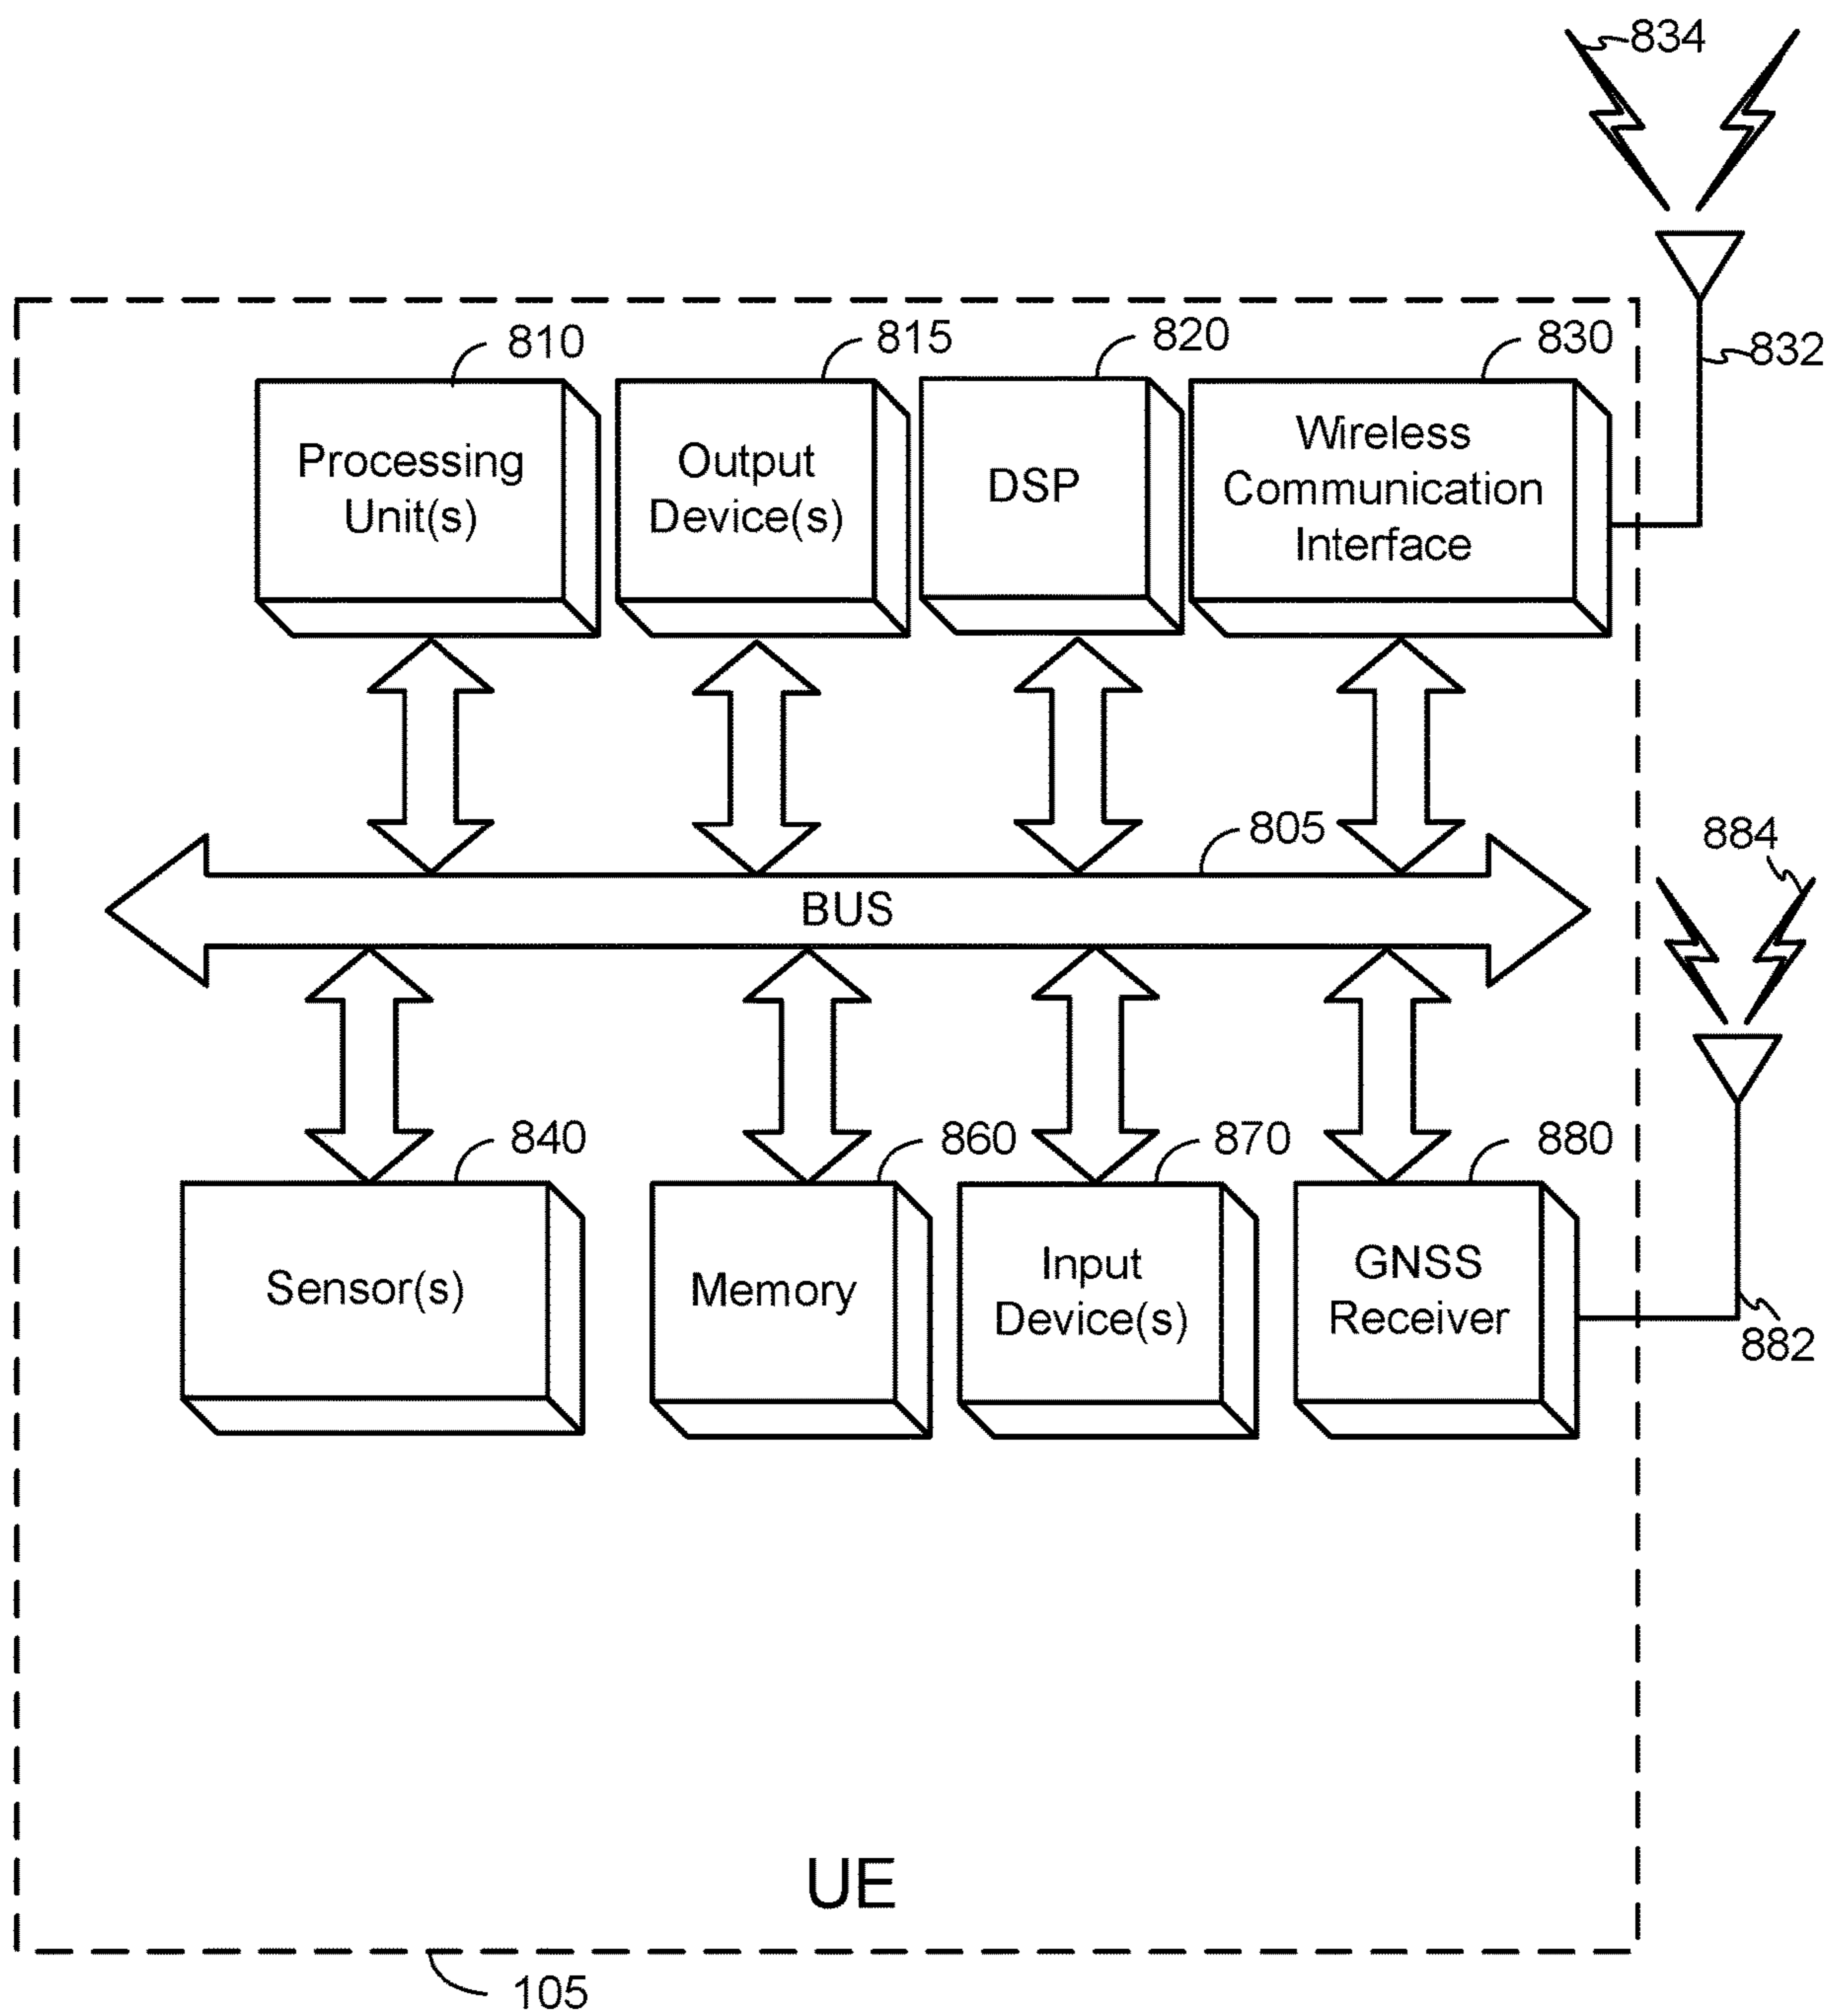 834
832
810
815
820
830
Processing
Unit(s)
Output
Device(s)
DSP
Wireless
Communication
Interface
805
BUS
884
840
860
870
880
Sensor(s)
Memory
Input
Device(s)
GNSS
Receiver
882
UE
105